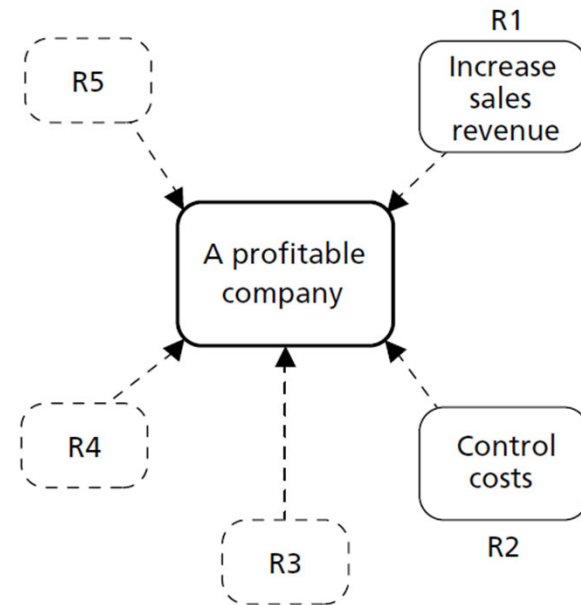 R1
R5
Increase
sales
revenue
A profitable
company
R4
Control
costs
R3
R2